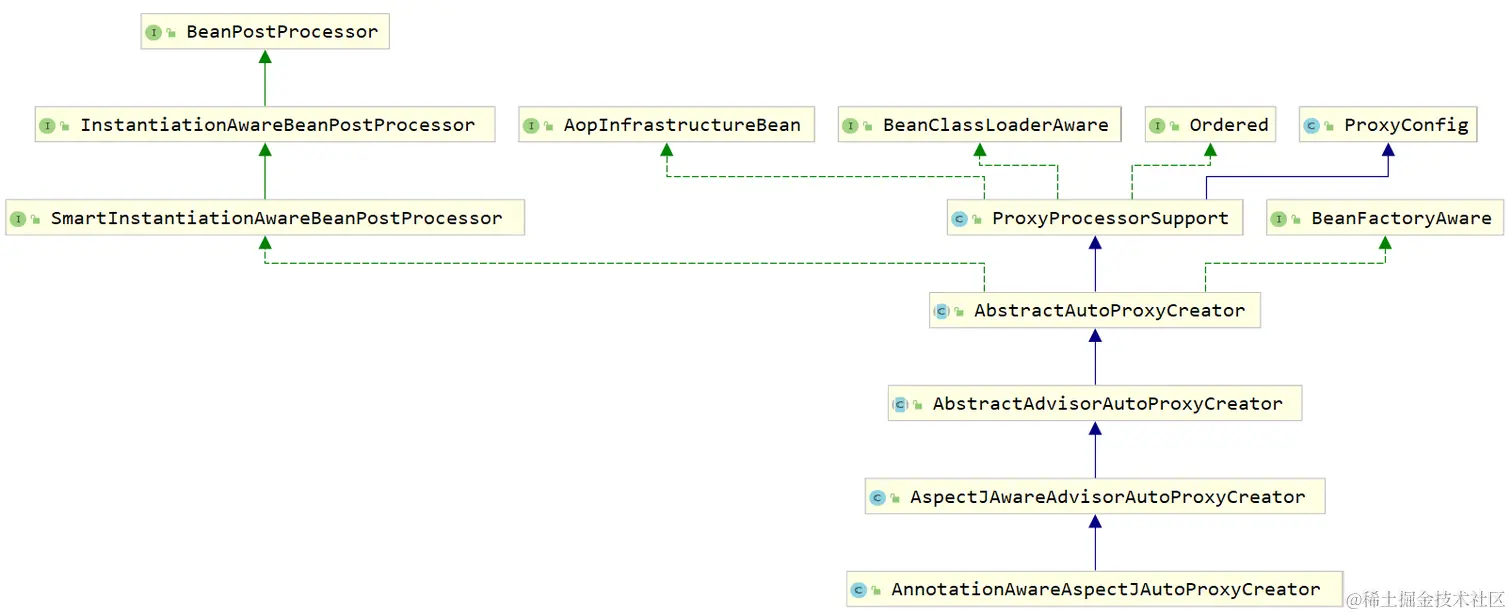 BeanPostProcessor
InstantiationAwareBeanPostProcessor
AopInfrastructureBean
BeanClassLoaderAware
Ordered
ProxyConfig
SmartInstantiationAwareBeanPostProcessor
ProxyProcessorSupport
BeanFactoryAware
AbstractAutoProxyCreator
AbstractAdvisorAutoProxyCreator
AspectJAwareAdvisorAutoProxyCreator
AnnotationAwareAspectJAutoProxyCreator
@稀土掘金技术社区